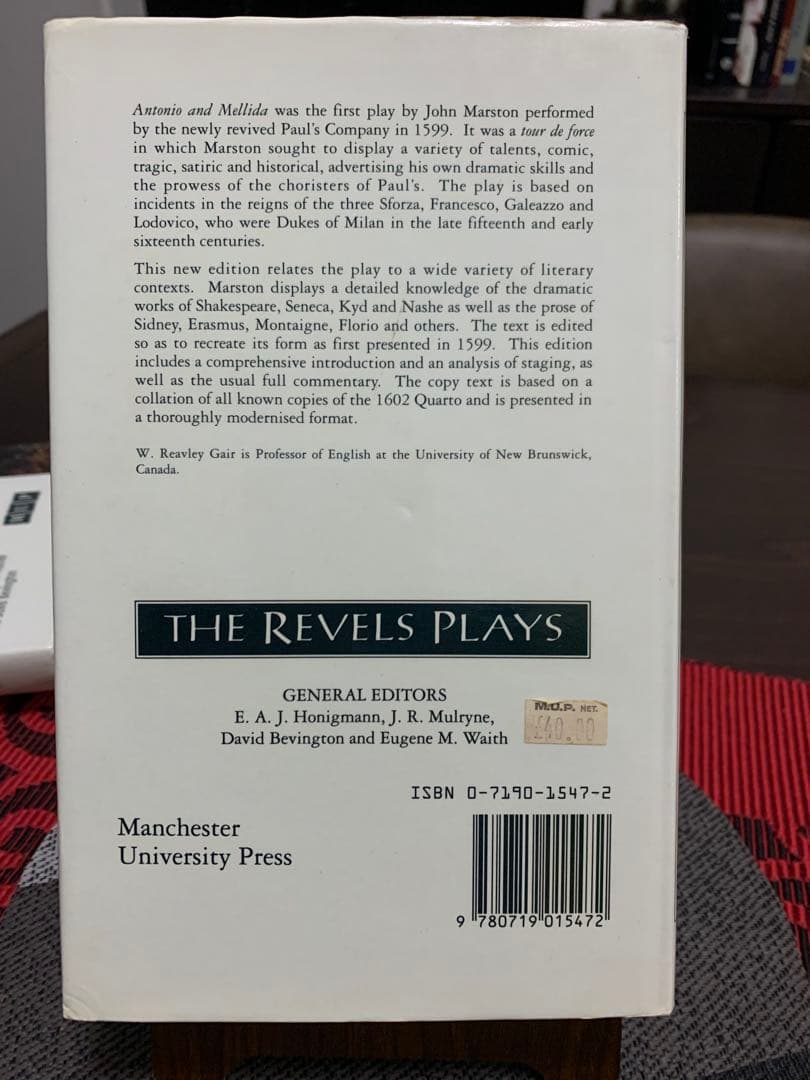 Antonio and Mellida was the first play by John Marston performed
by the newly revived Paul's Company in 1599. It was a tour de force
in which Marston sought to display a variety of talents, comic,
tragic, satiric and historical, advertising his own dramatic skills and
the prowess of the choristers of Paul's. The play is based on
incidents in the reigns of the three Sforza, Francesco, Galeazzo and
Lodovico, who were Dukes of Milan in the late fifteenth and early
sixteenth centuries.
This new edition relates the play to a wide variety of literary
contexts. Marston displays a detailed knowledge of the dramatic
works of Shakespeare, Seneca, Kyd and Nashe as well as the prose of
Sidney, Erasmus, Montaigne, Florio and others. The text is edited
so as to recreate its form as first presented in 1599. This edition
includes a comprehensive introduction and an analysis of staging, as
well as the usual full commentary. The copy text is based on a
collation of all known copies of the 1602 Quarto and is presented in
a thoroughly modernised format.
W. Reavley Gair is Professor of English at the University of New Brunswick,
Canada.
THE REVELS PLAYS
GENERAL EDITORS
E. A. J. Honigmann, J. R. Mulryne,
David Bevington and Eugene M. Waith
M.U.P. NET.
£40.00
ISBN 0-7190-1547-2
Manchester
University Press
9 780719 015472